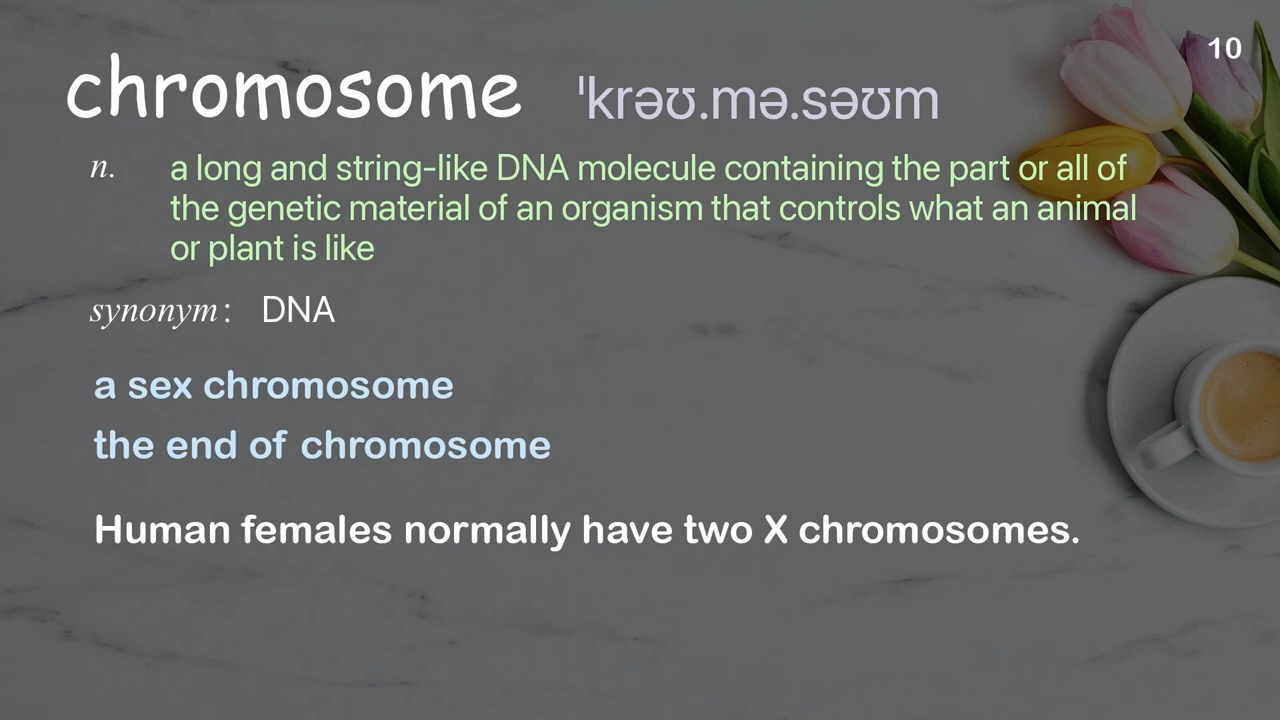 10
chromosome ˈkrəʊ.mə.səʊm
n. a long and string-like DNA molecule containing the part or all of
the genetic material of an organism that controls what an animal
or plant is like
synonym: DNA
a sex chromosome
the end of chromosome
Human females normally have two X chromosomes.